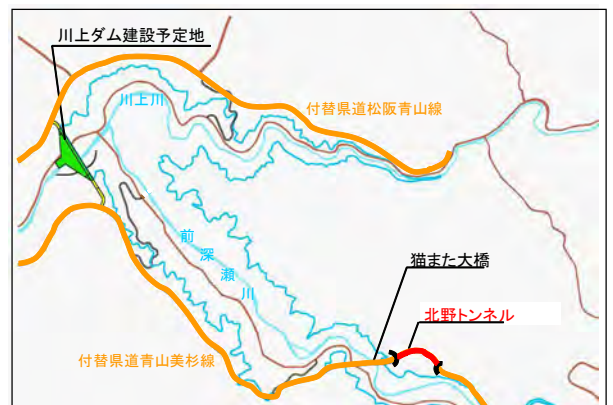 川上ダム建設予定地
川上川
付替県道松阪青山線
前深瀬川
猫また大橋
北野トンネル
付替県道青山美杉線